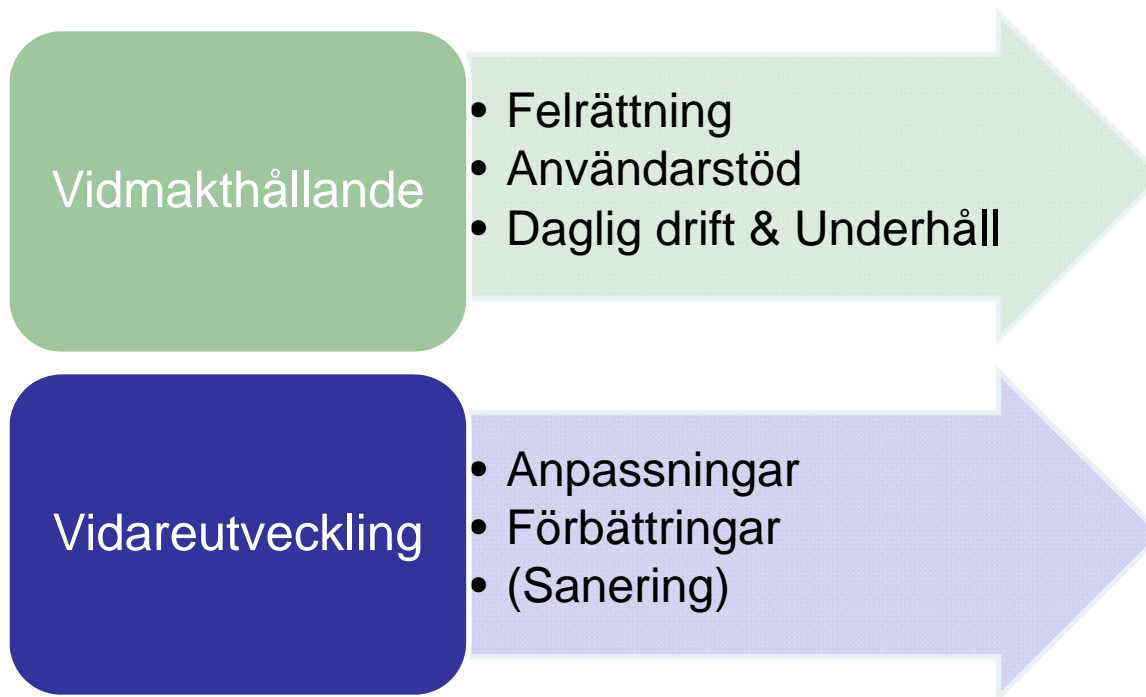 Vidmakthållande
• Felrättning
• Användarstöd
• Daglig drift & Underhåll
Vidareutveckling
• Anpassningar
• Förbättringar
• (Sanering)